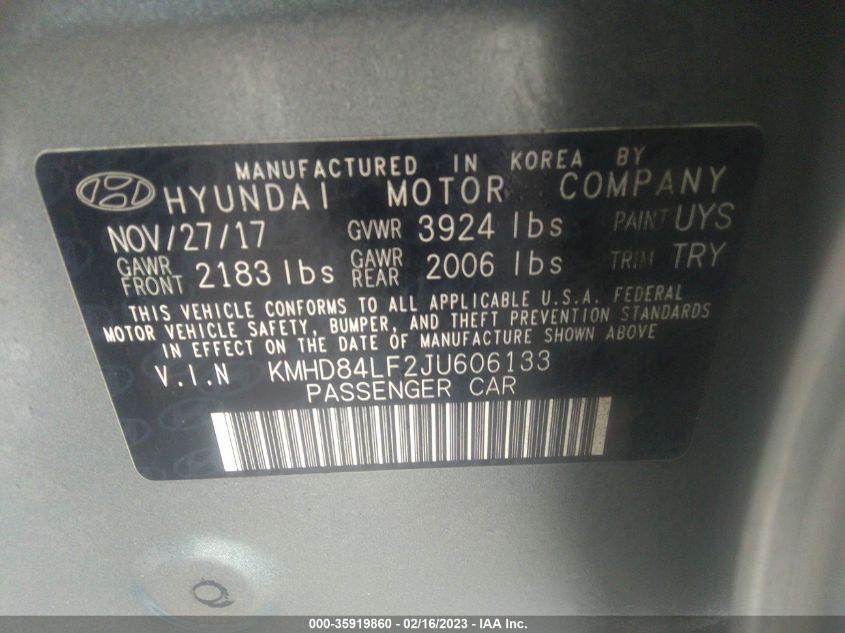 MANUFACTURED IN KOREA BY
HYUNDAI MOTOR COMPANY
NOV/27/17 GVWR 3924 lbs PAINT UYS
GAWR FRONT 2183 lbs GAWR REAR 2006 lbs TRIM TRY
THIS VEHICLE CONFORMS TO ALL APPLICABLE U.S.A. FEDERAL
MOTOR VEHICLE SAFETY, BUMPER, AND THEFT PREVENTION STANDARDS
IN EFFECT ON THE DATE OF MANUFACTURE SHOWN ABOVE
V.I.N KMHD84LF2JU606133
PASSENGER CAR
000-35919860 - 02/16/2023 - IAA Inc.